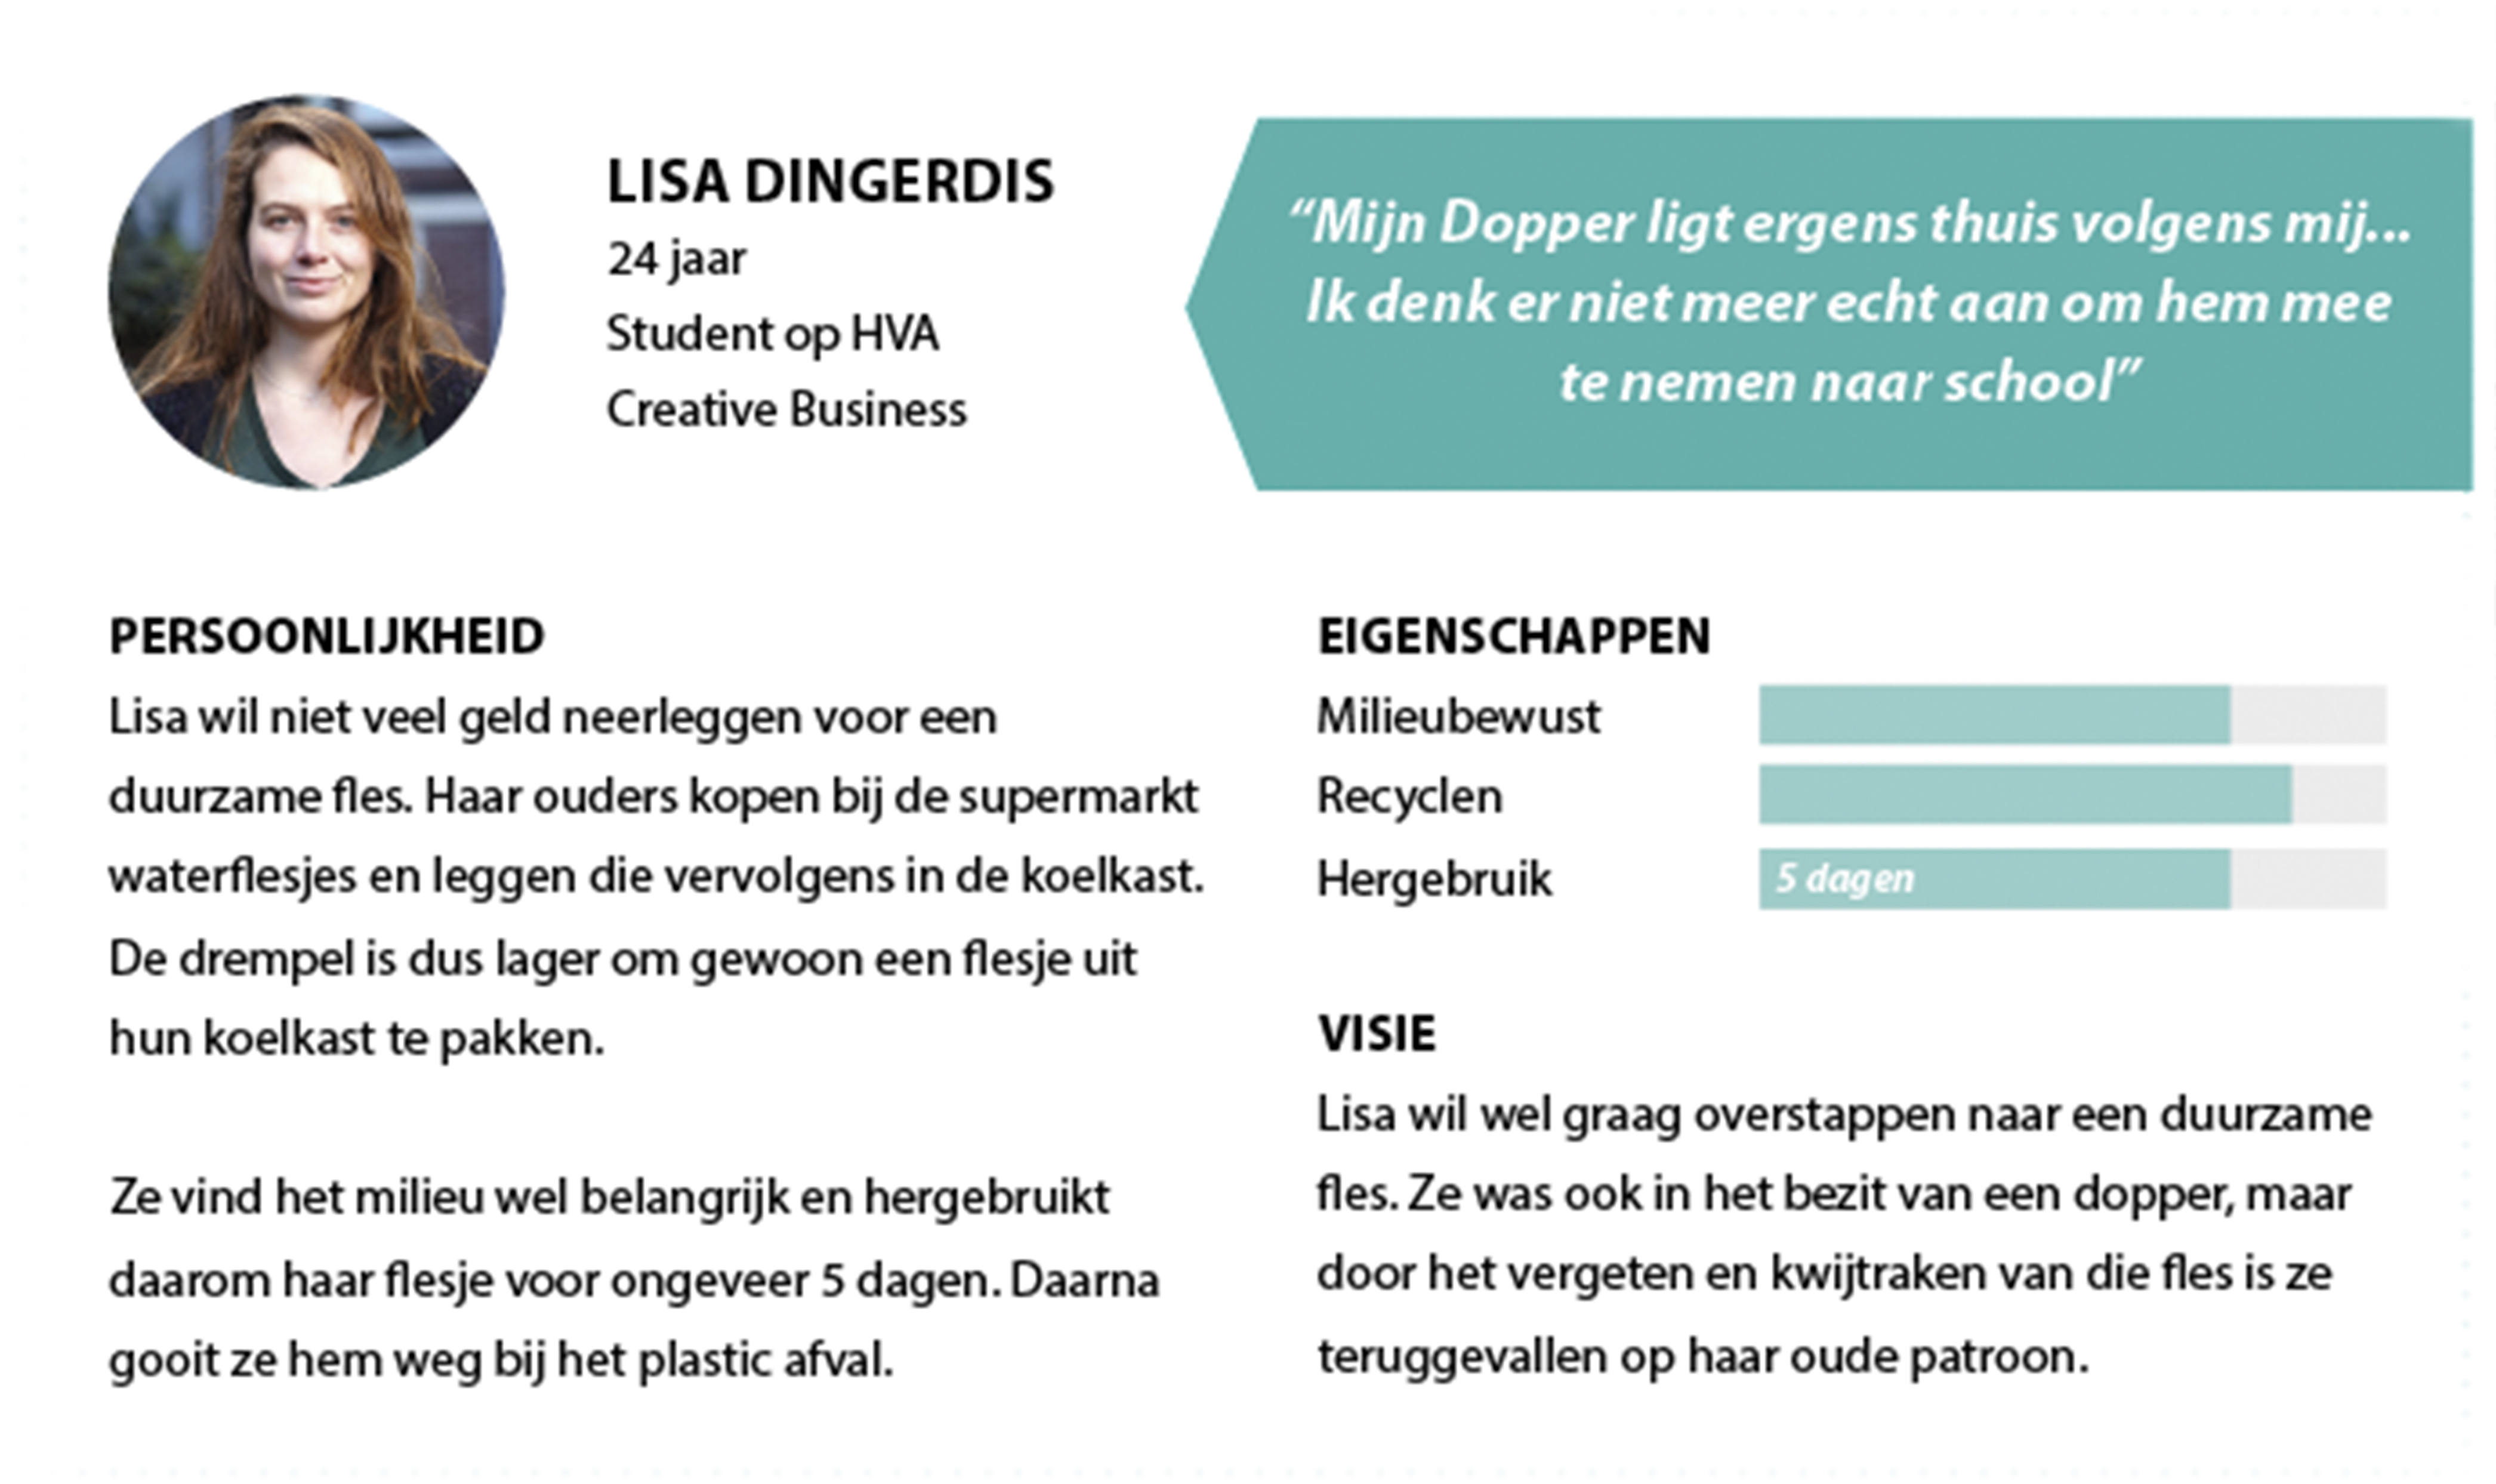 LISA DINGERDIS
24 jaar
Student op HVA
Creative Business
“Mijn Dopper ligt ergens thuis volgens mij...
Ik denk er niet meer echt aan om hem mee
te nemen naar school”
PERSOONLIJKHEID
Lisa wil niet veel geld neerleggen voor een
duurzame fles. Haar ouders kopen bij de supermarkt
waterflesjes en leggen die vervolgens in de koelkast.
De drempel is dus lager om gewoon een flesje uit
hun koelkast te pakken.
Ze vind het milieu wel belangrijk en hergebruikt
daarom haar flesje voor ongeveer 5 dagen. Daarna
gooit ze hem weg bij het plastic afval.
EIGENSCHAPPEN
Milieubewust
Recyclen
Hergebruik 5 dagen
VISIE
Lisa wil wel graag overstappen naar een duurzame
fles. Ze was ook in het bezit van een dopper, maar
door het vergeten en kwijtraken van die fles is ze
teruggevallen op haar oude patroon.